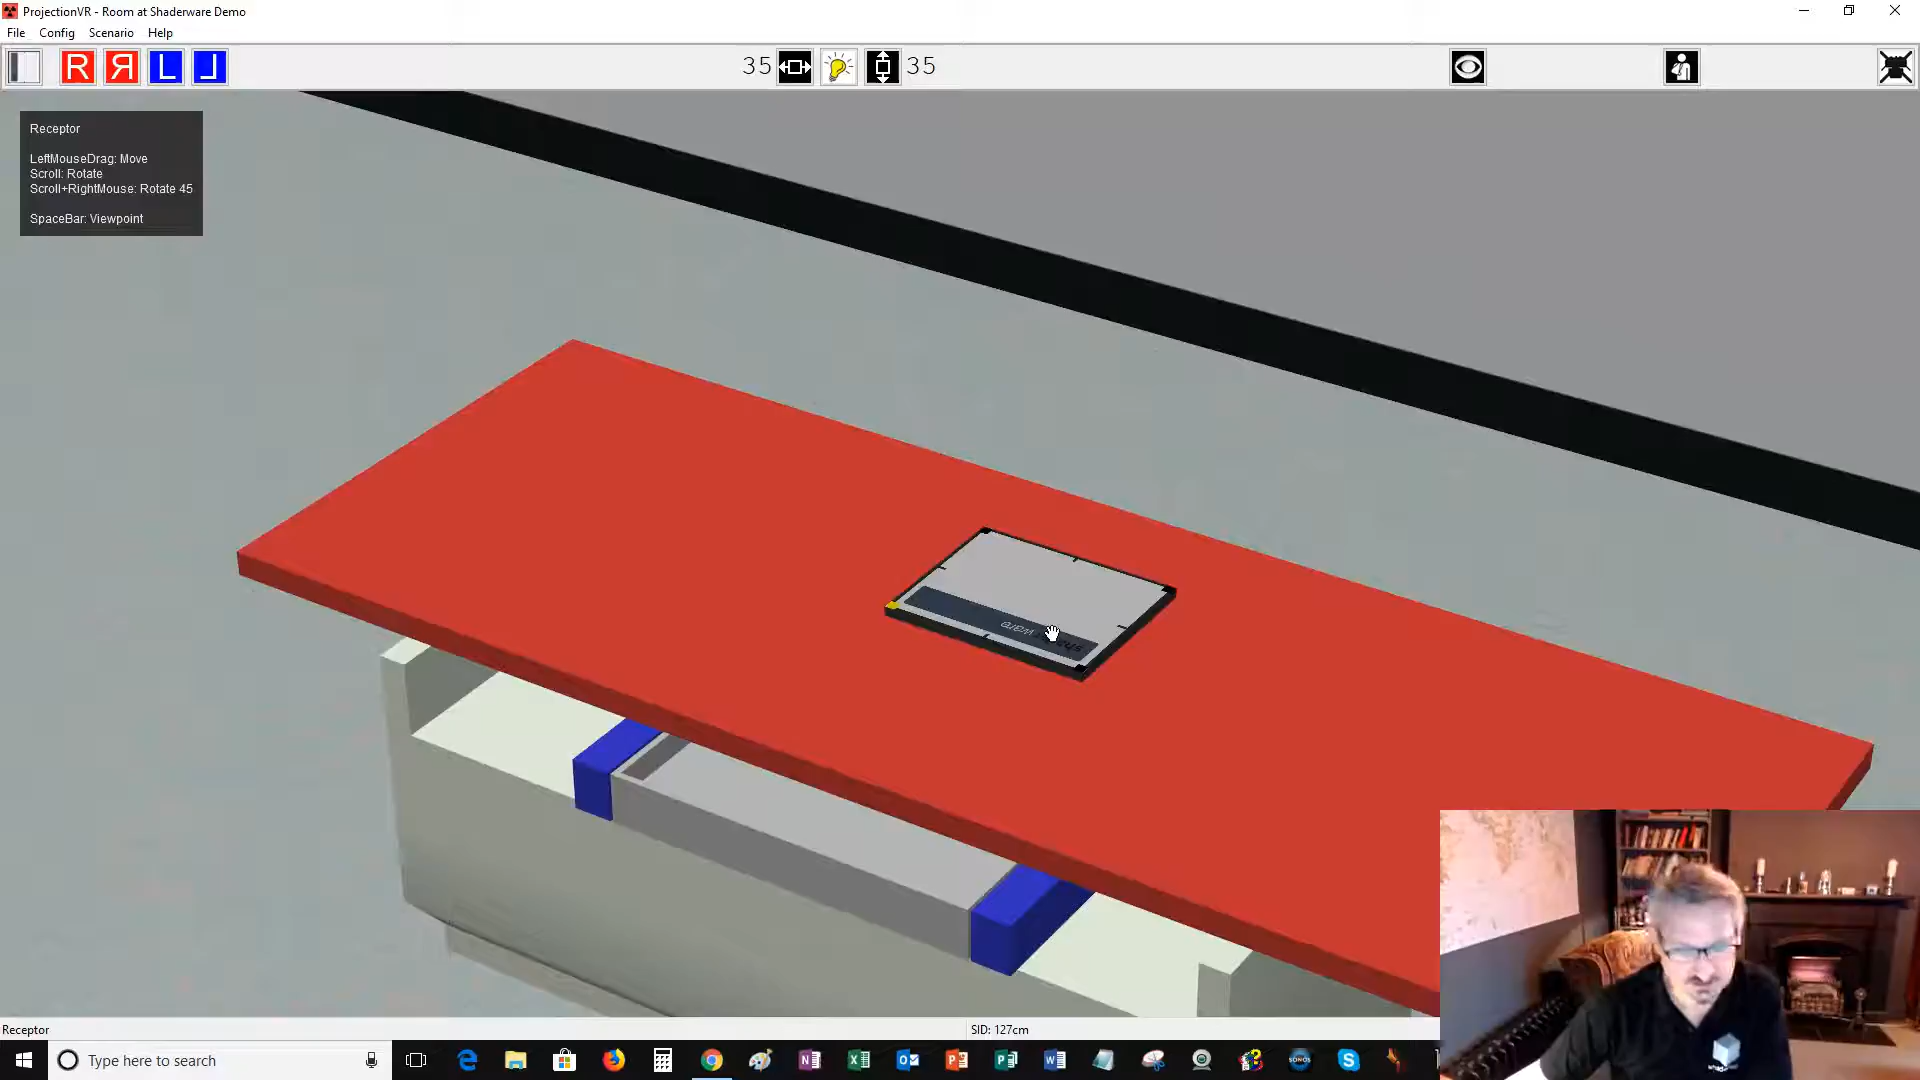 ProjectionVR - Room at Shaderware Demo
File Config Scenario Help
R R L L 35 35
Receptor
LeftMouseDrag: Move
Scroll: Rotate
Scroll+RightMouse: Rotate 45
SpaceBar: Viewpoint
Receptor SID: 127cm
Type here to search